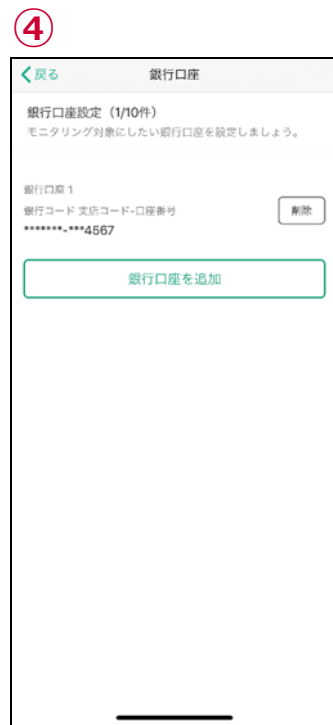 ④
戻る 銀行口座
銀行口座設定（1/10件）
モニタリング対象にしたい銀行口座を設定しましょう。
銀行口座 1
銀行コード 支店コード-口座番号
*******-***4567
削除
銀行口座を追加